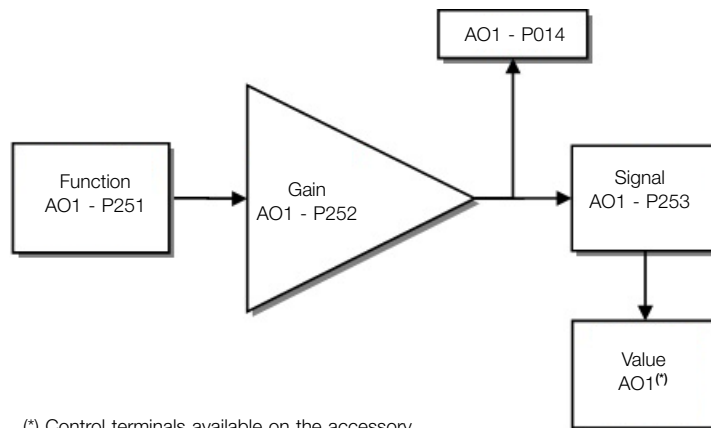 AO1 - P014
Function
AO1 - P251
Gain
AO1 - P252
Signal
AO1 - P253
Value
AO1(*)
(*) Control terminals available on the accessory